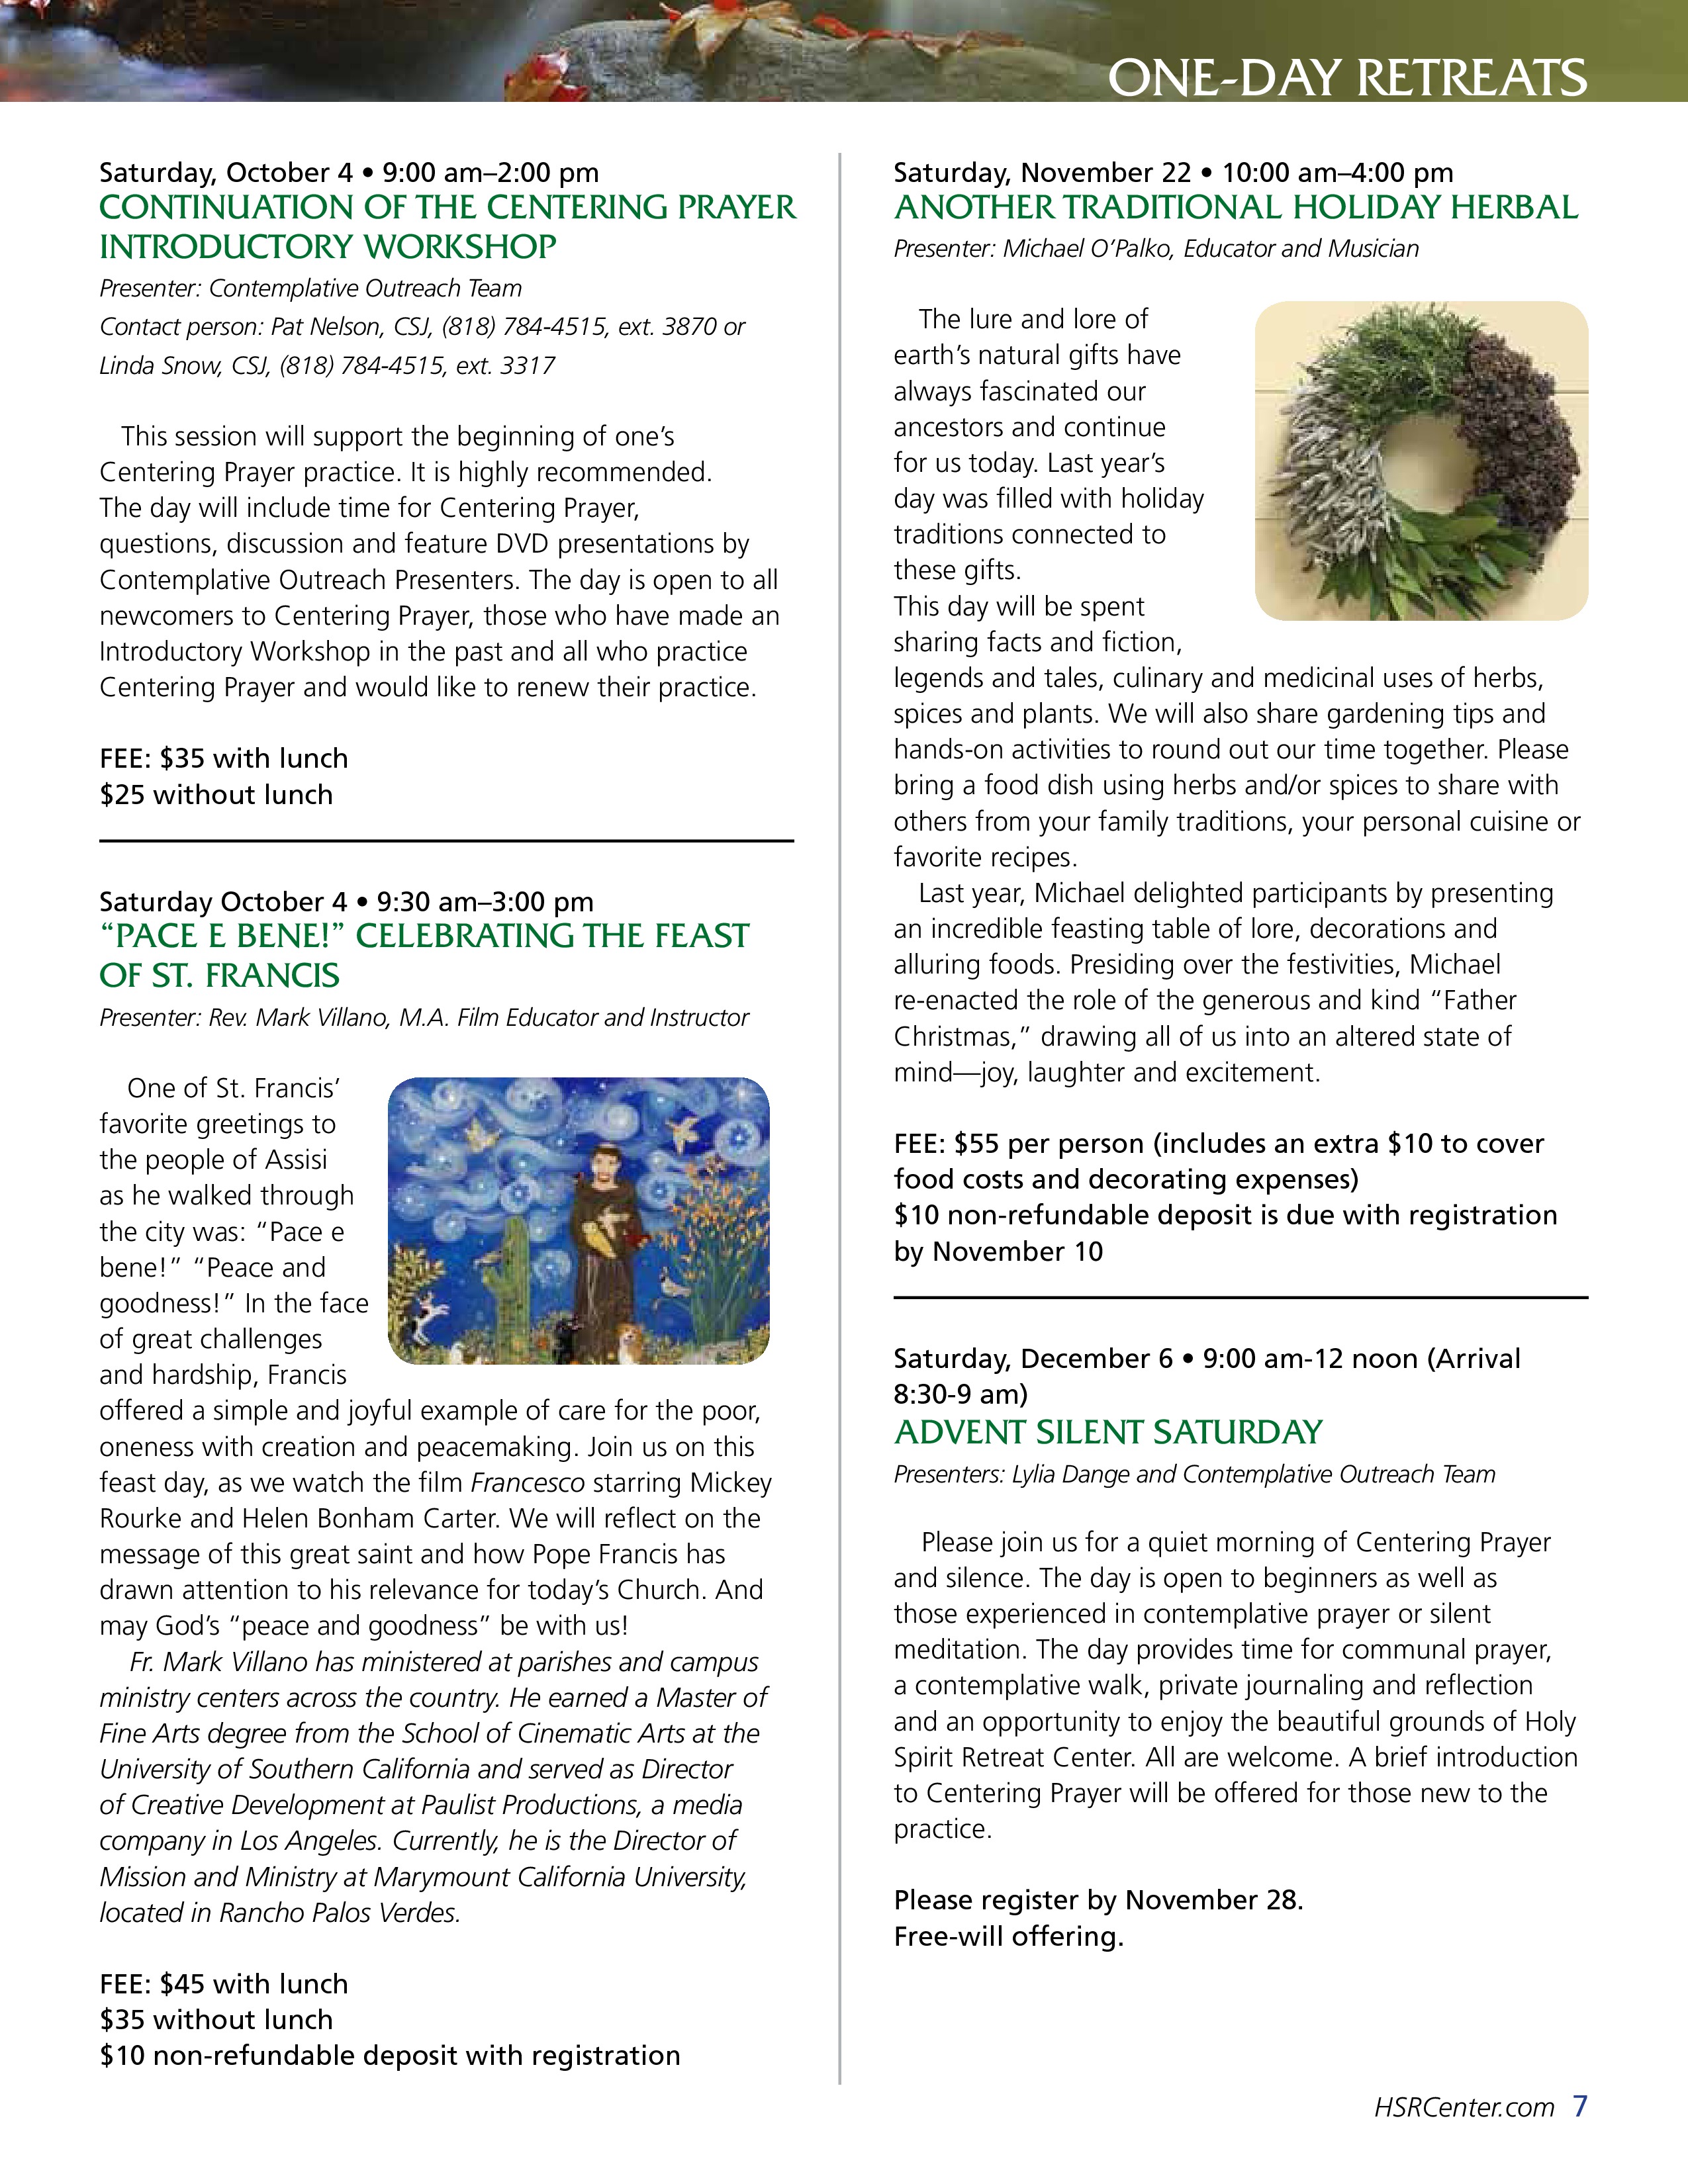 ONE-DAY RETREATS
Saturday, October 4 • 9:00 am–2:00 pm
CONTINUATION OF THE CENTERING PRAYER
INTRODUCTORY WORKSHOP
Presenter: Contemplative Outreach Team
Contact person: Pat Nelson, CSJ, (818) 784-4515, ext. 3870 or
Linda Snow, CSJ, (818) 784-4515, ext. 3317
This session will support the beginning of one’s
Centering Prayer practice. It is highly recommended.
The day will include time for Centering Prayer,
questions, discussion and feature DVD presentations by
Contemplative Outreach Presenters. The day is open to all
newcomers to Centering Prayer, those who have made an
Introductory Workshop in the past and all who practice
Centering Prayer and would like to renew their practice.
FEE: $35 with lunch
$25 without lunch
Saturday October 4 • 9:30 am–3:00 pm
“PACE E BENE!” CELEBRATING THE FEAST
OF ST. FRANCIS
Presenter: Rev. Mark Villano, M.A. Film Educator and Instructor
One of St. Francis’
favorite greetings to
the people of Assisi
as he walked through
the city was: “Pace e
bene!” “Peace and
goodness!” In the face
of great challenges
and hardship, Francis
offered a simple and joyful example of care for the poor,
oneness with creation and peacemaking. Join us on this
feast day, as we watch the film Francesco starring Mickey
Rourke and Helen Bonham Carter. We will reflect on the
message of this great saint and how Pope Francis has
drawn attention to his relevance for today’s Church. And
may God’s “peace and goodness” be with us!
Fr. Mark Villano has ministered at parishes and campus
ministry centers across the country. He earned a Master of
Fine Arts degree from the School of Cinematic Arts at the
University of Southern California and served as Director
of Creative Development at Paulist Productions, a media
company in Los Angeles. Currently, he is the Director of
Mission and Ministry at Marymount California University,
located in Rancho Palos Verdes.
FEE: $45 with lunch
$35 without lunch
$10 non-refundable deposit with registration
Saturday, November 22 • 10:00 am–4:00 pm
ANOTHER TRADITIONAL HOLIDAY HERBAL
Presenter: Michael O’Palko, Educator and Musician
The lure and lore of
earth’s natural gifts have
always fascinated our
ancestors and continue
for us today. Last year’s
day was filled with holiday
traditions connected to
these gifts.
This day will be spent
sharing facts and fiction,
legends and tales, culinary and medicinal uses of herbs,
spices and plants. We will also share gardening tips and
hands-on activities to round out our time together. Please
bring a food dish using herbs and/or spices to share with
others from your family traditions, your personal cuisine or
favorite recipes.
Last year, Michael delighted participants by presenting
an incredible feasting table of lore, decorations and
alluring foods. Presiding over the festivities, Michael
re-enacted the role of the generous and kind “Father
Christmas,” drawing all of us into an altered state of
mind—joy, laughter and excitement.
FEE: $55 per person (includes an extra $10 to cover
food costs and decorating expenses)
$10 non-refundable deposit is due with registration
by November 10
Saturday, December 6 • 9:00 am-12 noon (Arrival
8:30-9 am)
ADVENT SILENT SATURDAY
Presenters: Lylia Dange and Contemplative Outreach Team
Please join us for a quiet morning of Centering Prayer
and silence. The day is open to beginners as well as
those experienced in contemplative prayer or silent
meditation. The day provides time for communal prayer,
a contemplative walk, private journaling and reflection
and an opportunity to enjoy the beautiful grounds of Holy
Spirit Retreat Center. All are welcome. A brief introduction
to Centering Prayer will be offered for those new to the
practice.
Please register by November 28.
Free-will offering.
HSRCenter.com 7